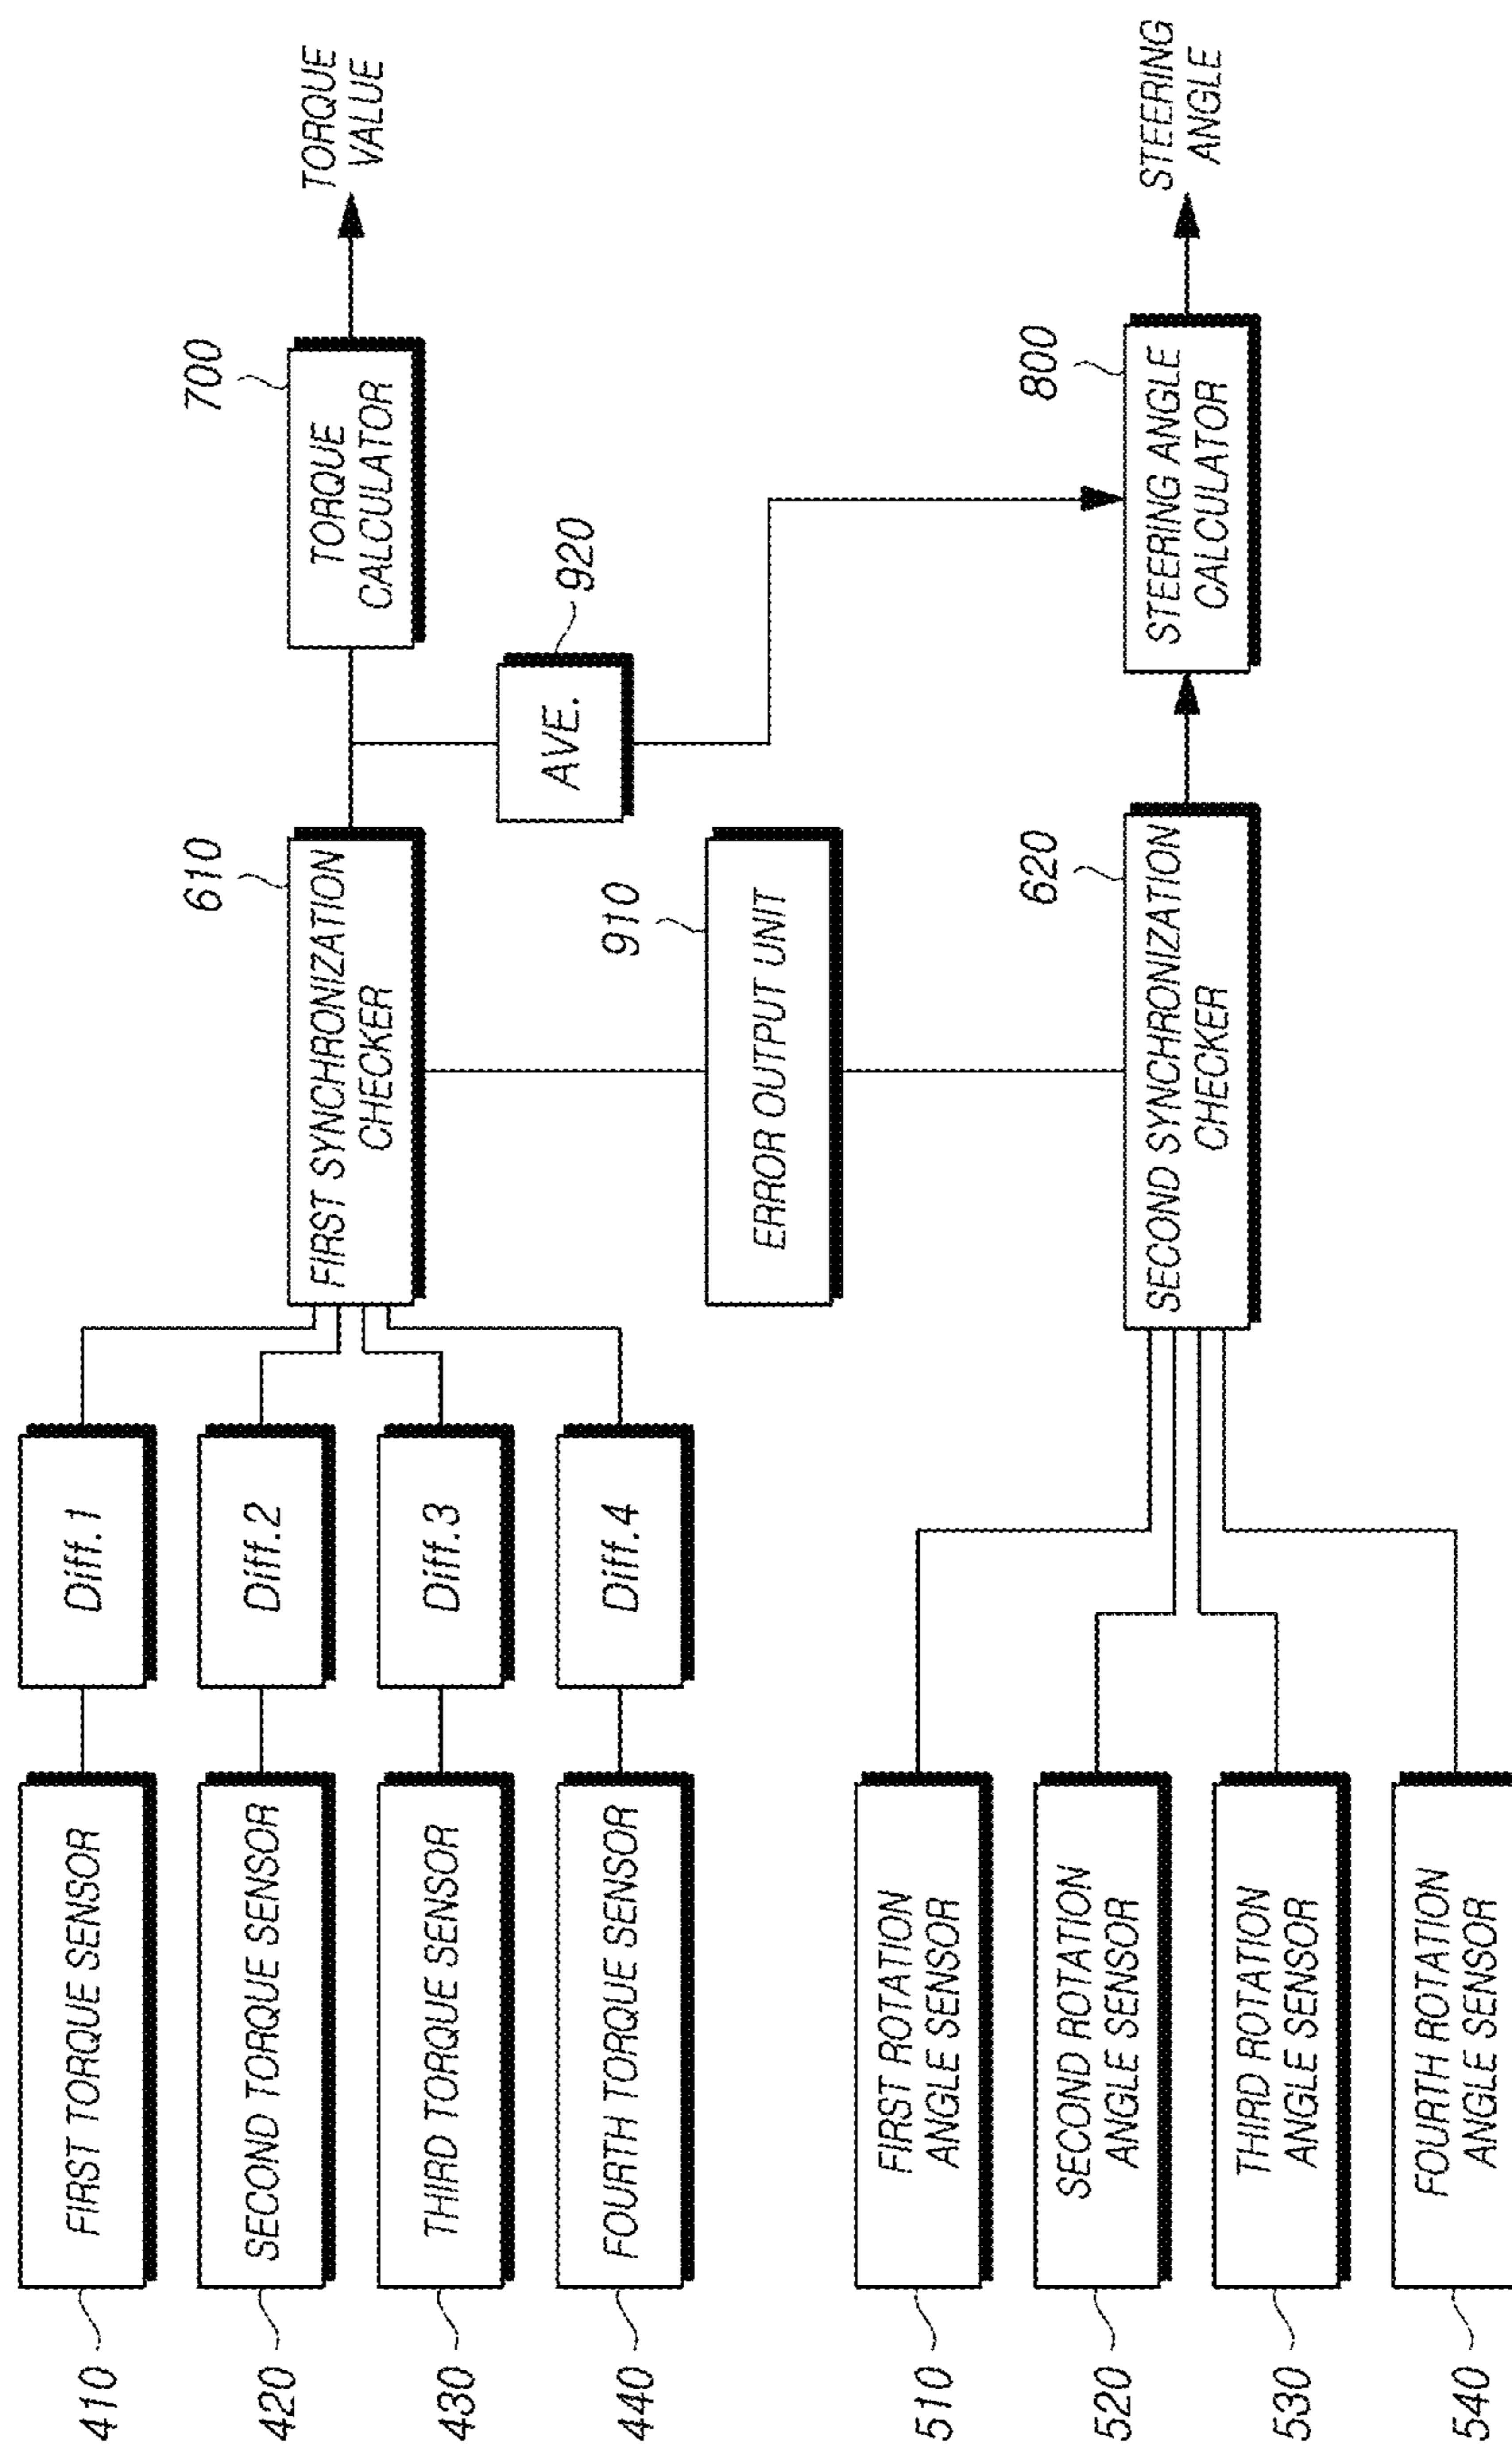 410
FIRST TORQUE SENSOR
Diff.1
420
SECOND TORQUE SENSOR
Diff.2
430
THIRD TORQUE SENSOR
Diff.3
440
FOURTH TORQUE SENSOR
Diff.4
610
FIRST SYNCHRONIZATION
CHECKER
700
TORQUE
CALCULATOR
TORQUE
VALUE
920
AVE.
910
ERROR OUTPUT UNIT
510
FIRST ROTATION
ANGLE SENSOR
520
SECOND ROTATION
ANGLE SENSOR
530
THIRD ROTATION
ANGLE SENSOR
540
FOURTH ROTATION
ANGLE SENSOR
620
SECOND SYNCHRONIZATION
CHECKER
800
STEERING ANGLE
CALCULATOR
STEERING
ANGLE